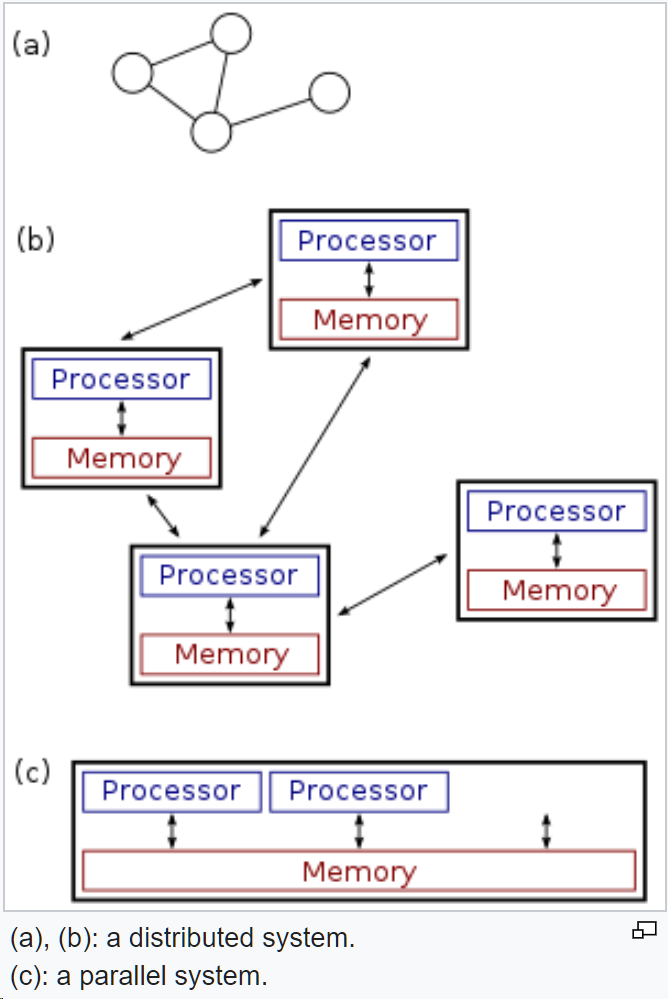 (a)
(b)
Processor
Memory
Processor
Memory
Processor
Memory
Processor
Memory
(c)
Processor Processor
Memory
(a), (b): a distributed system.
(c): a parallel system.